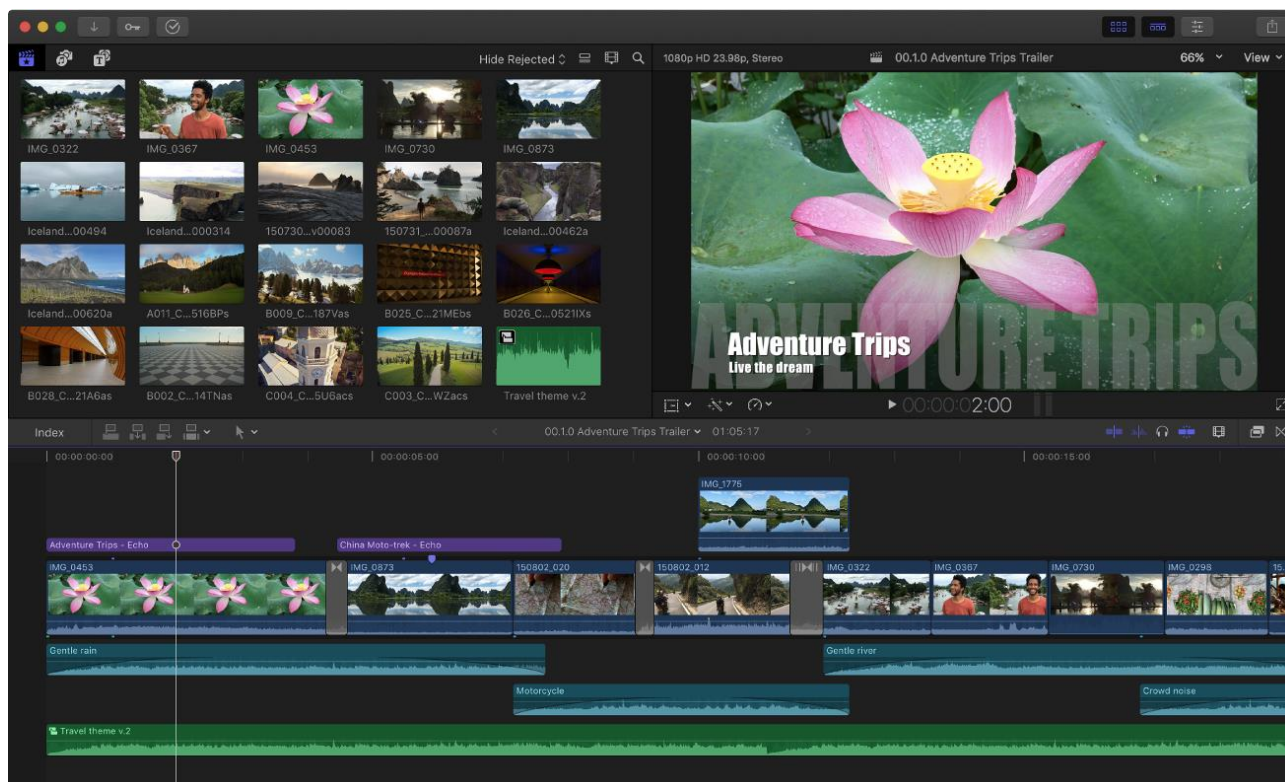 Hide Rejected
1080p HD 23.98p, Stereo
00.1.0 Adventure Trips Trailer
66%
View
IMG_0322
IMG_0367
IMG_0453
IMG_0730
IMG_0873
Iceland...00494
Iceland...000314
150730...v00083
150731_...00087a
Iceland...00462a
Iceland...00620a
A011_C...516BPs
B009_C...187Vas
B025_C...21MEbs
B026_C...0521IXs
B028_C...21A6as
B002_C...14TNas
C004_C...5U6acs
C003_C...WZacs
Travel theme v.2
ADVENTURE TRIPS
Adventure Trips
Live the dream
00:00:02:00
Index
00.1.0 Adventure Trips Trailer
01:05:17
00:00:00:00
00:00:05:00
00:00:10:00
00:00:15:00
IMG_1775
Adventure Trips - Echo
China Moto-trek - Echo
IMG_0453
IMG_0873
150802_020
150802_012
IMG_0322
IMG_0367
IMG_0730
IMG_0298
15...
Gentle rain
Gentle river
Motorcycle
Crowd noise
Travel theme v.2